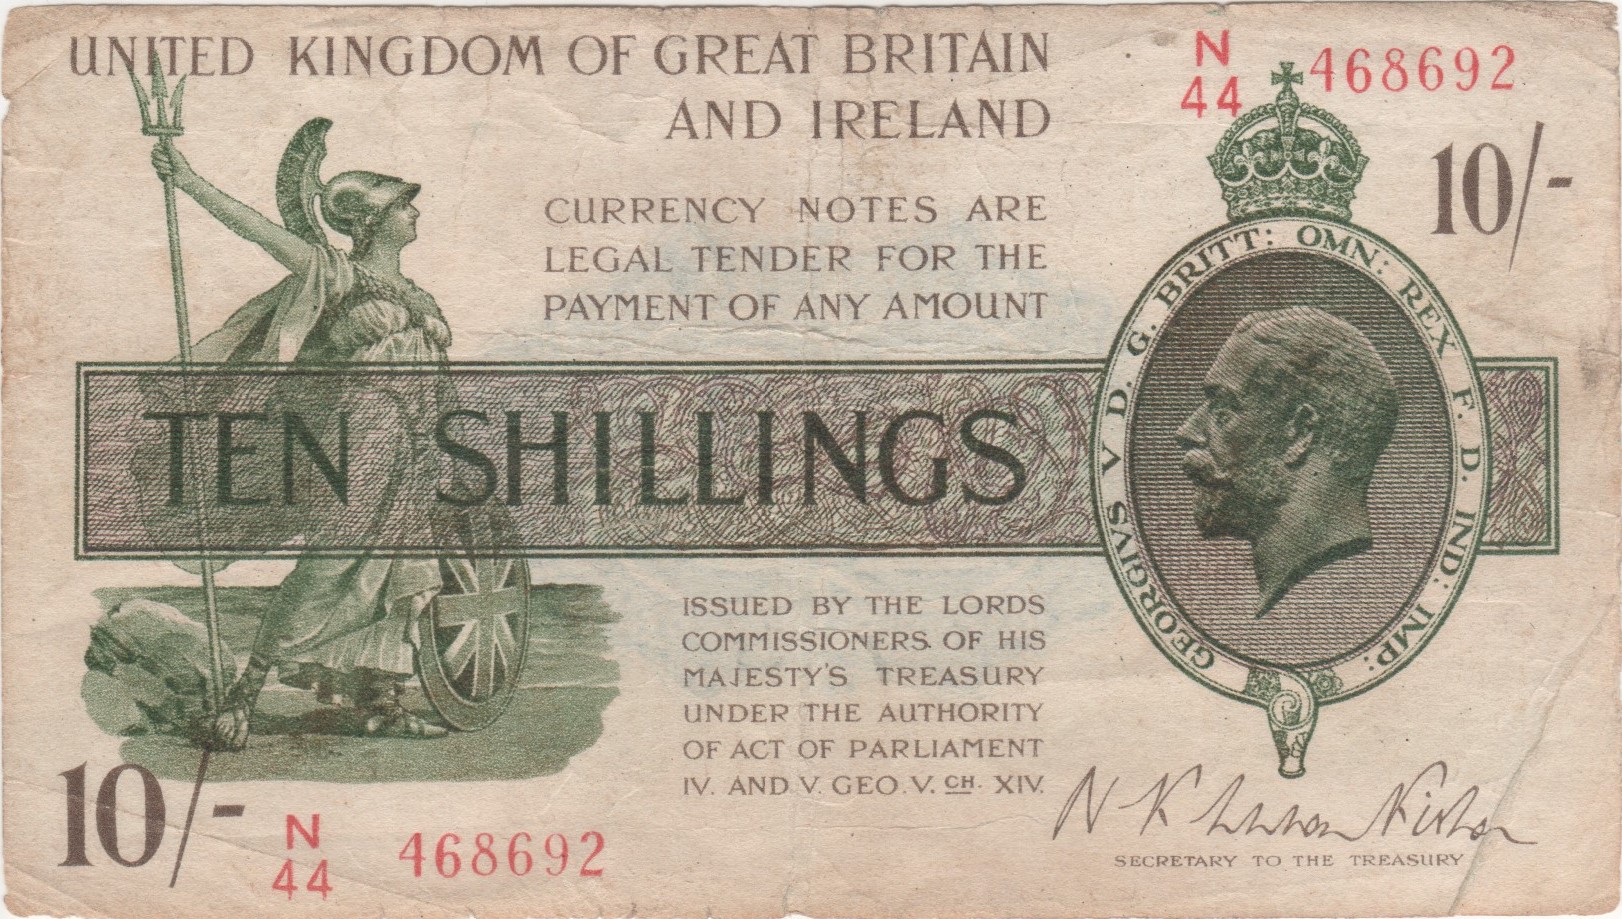 UNITED KINGDOM OF GREAT BRITAIN
AND IRELAND
N
44
468692
10/-
CURRENCY NOTES ARE
LEGAL TENDER FOR THE
PAYMENT OF ANY AMOUNT
GEORGIVS V D. G. BRITT: OMN: REX F. D. IND: IMP:
TEN SHILLINGS
ISSUED BY THE LORDS
COMMISSIONERS OF HIS
MAJESTY'S TREASURY
UNDER THE AUTHORITY
OF ACT OF PARLIAMENT
IV. AND V. GEO. V. CH. XIV.
10/-
N
44
468692
SECRETARY TO THE TREASURY